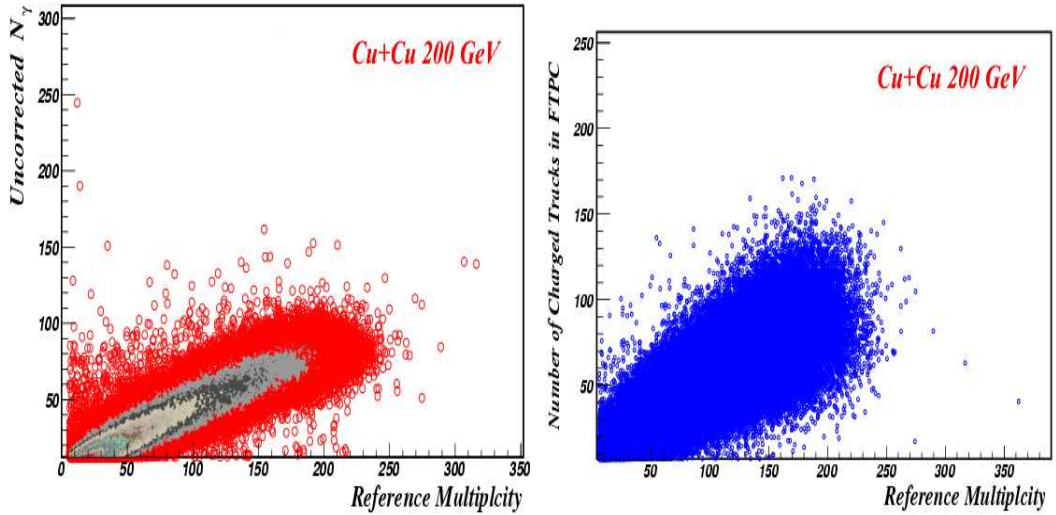 Uncorrected N γ
300
250
200
150
100
50
Cu+Cu 200 GeV
0 50 100 150 200 250 300 350
Reference Multiplcity
Number of Charged Tracks in FTPC
250
200
150
100
50
Cu+Cu 200 GeV
50 100 150 200 250 300 350
Reference Multiplcity